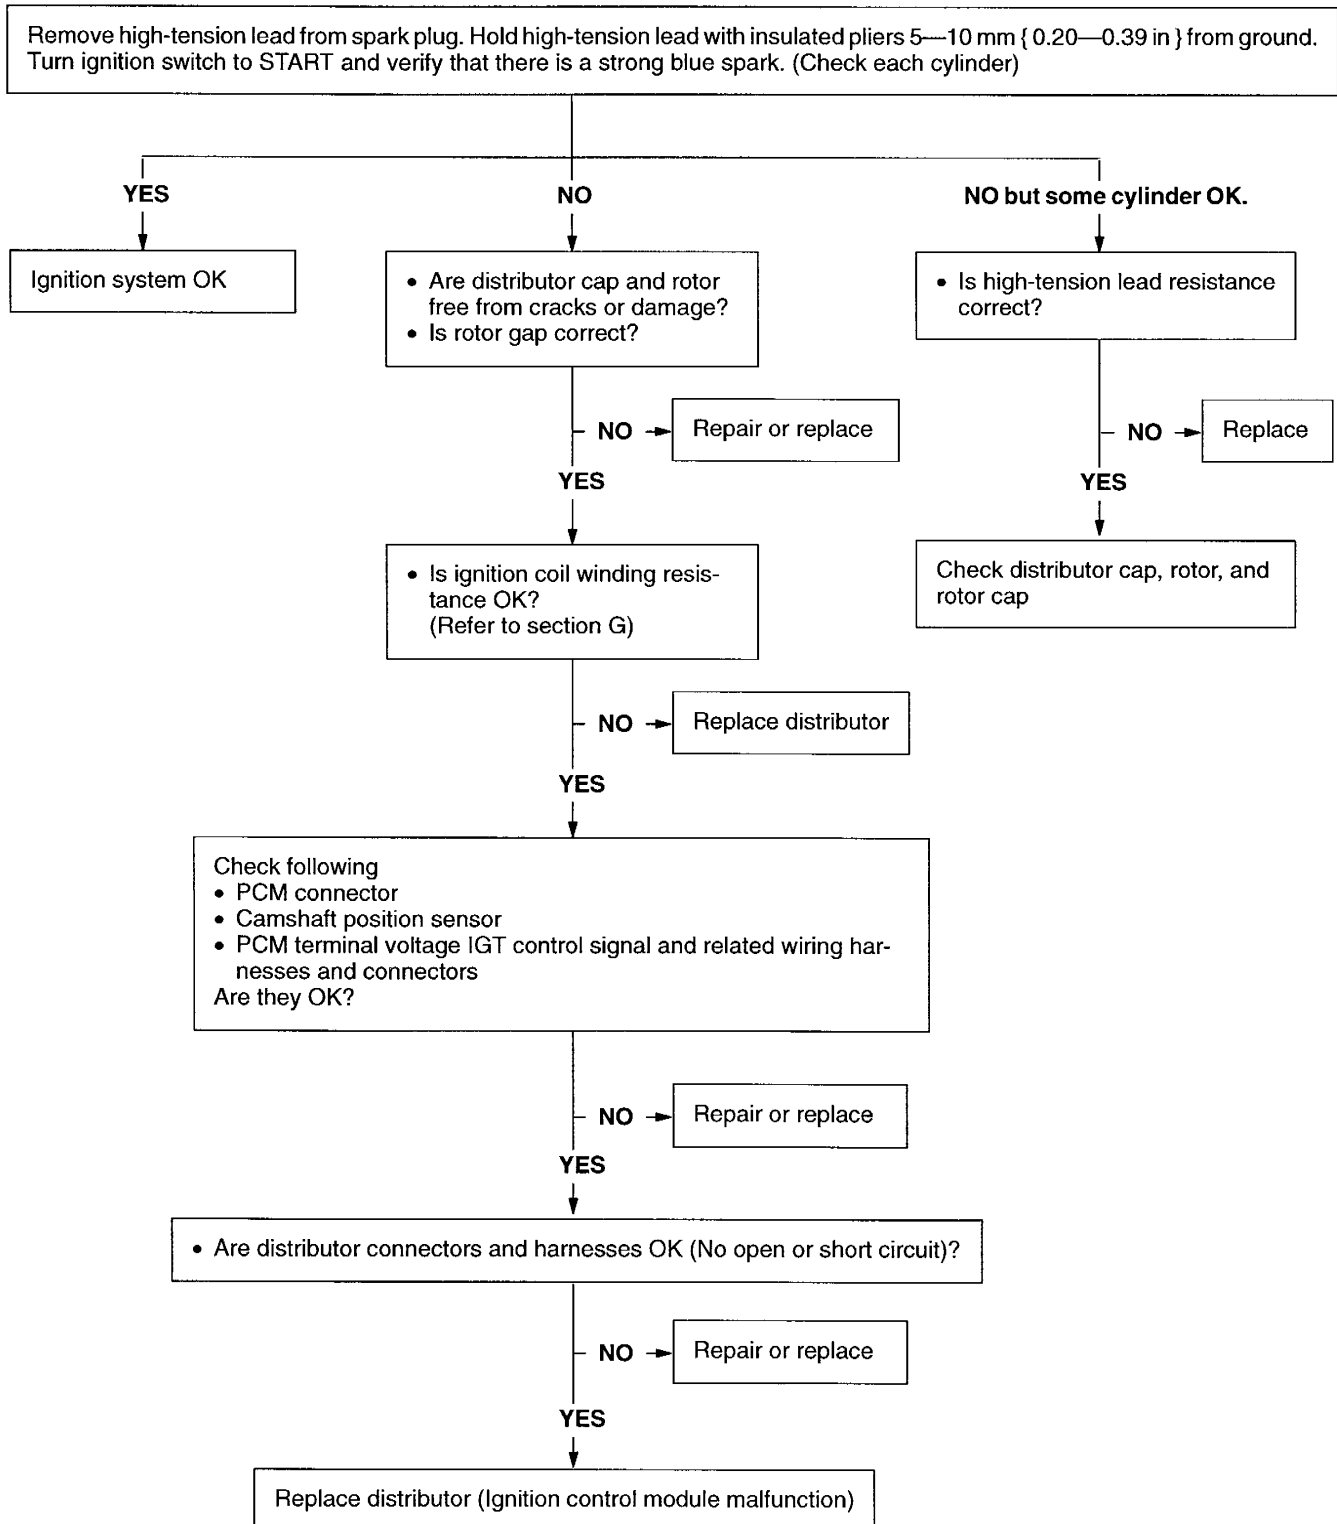 Remove high-tension lead from spark plug. Hold high-tension lead with insulated pliers 5—10 mm { 0.20—0.39 in } from ground.
Turn ignition switch to START and verify that there is a strong blue spark. (Check each cylinder)
YES
NO
NO but some cylinder OK.
Ignition system OK
• Are distributor cap and rotor
free from cracks or damage?
• Is rotor gap correct?
• Is high-tension lead resistance
correct?
NO
Repair or replace
NO
Replace
YES
YES
• Is ignition coil winding resis-
tance OK?
(Refer to section G)
Check distributor cap, rotor, and
rotor cap
NO
Replace distributor
YES
Check following
• PCM connector
• Camshaft position sensor
• PCM terminal voltage IGT control signal and related wiring har-
nesses and connectors
Are they OK?
NO
Repair or replace
YES
• Are distributor connectors and harnesses OK (No open or short circuit)?
NO
Repair or replace
YES
Replace distributor (Ignition control module malfunction)